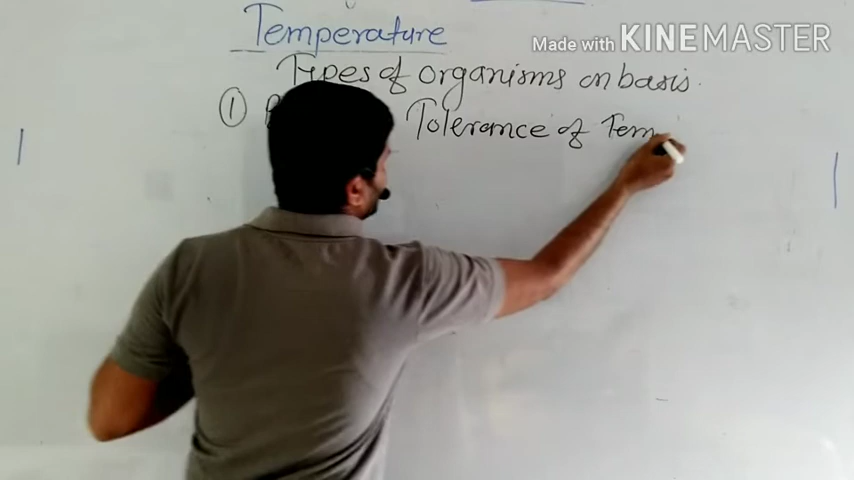 Temperature
Made with KINEMASTER
Types of organisms on basis.
① Tolerance of Tem